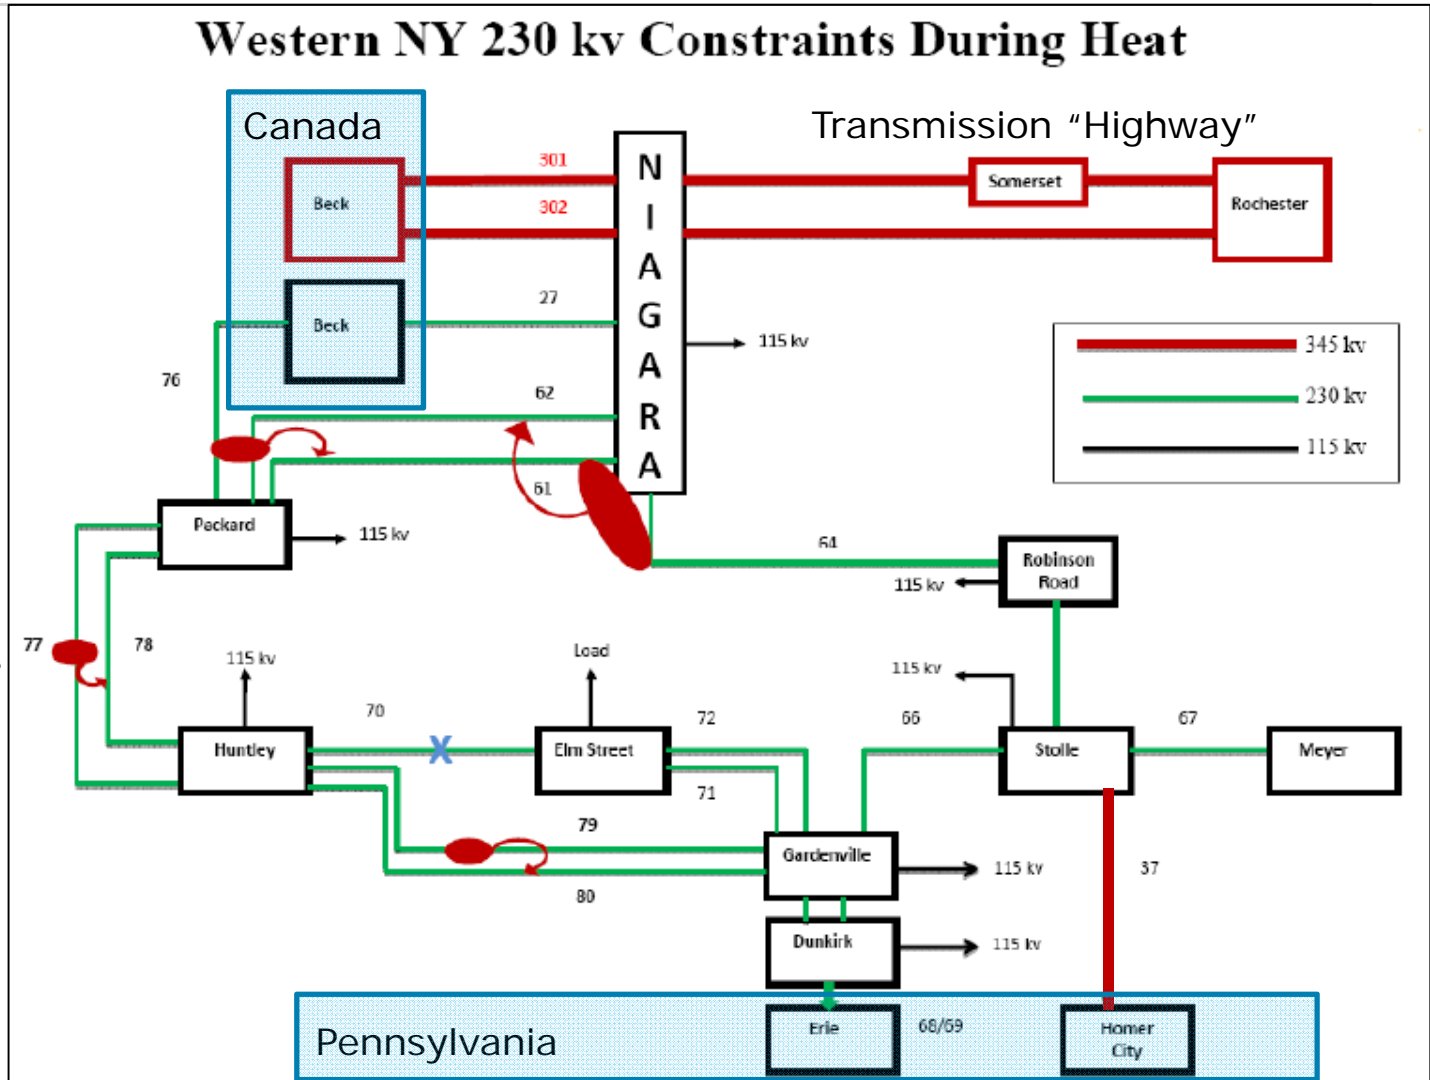 Western NY 230 kv Constraints During Heat
Canada
Transmission “Highway”
301
302
Beck
N
I
A
G
A
R
A
Somerset
Rochester
27
Beck
115 kv
345 kv
230 kv
115 kv
76
62
61
Packard
115 kv
64
Robinson
Road
115 kv
77
78
115 kv
Load
115 kv
70
72
66
67
Huntley
X
Elm Street
Stolle
Meyer
71
79
Gardenville
115 kv
37
80
Dunkirk
115 kv
Pennsylvania
Erie
68/69
Homer
City